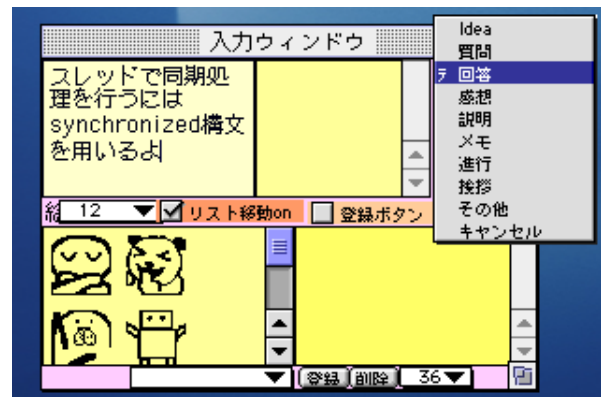 入力ウィンドウ
スレッドで同期処
理を行うには
synchronized構文
を用いるよ
Idea
質問
回答
感想
説明
メモ
進行
挨拶
その他
キャンセル
12 リスト移動on 登録ボタン
登録 削除 36